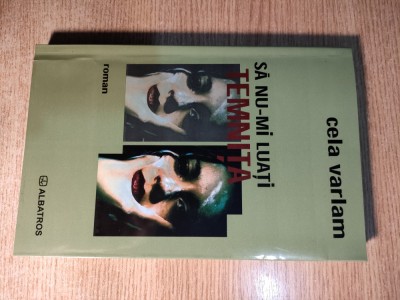 cela varlam
SĂ NU-MI LUAȚI
TEMNIȚA
roman
ALBATROS